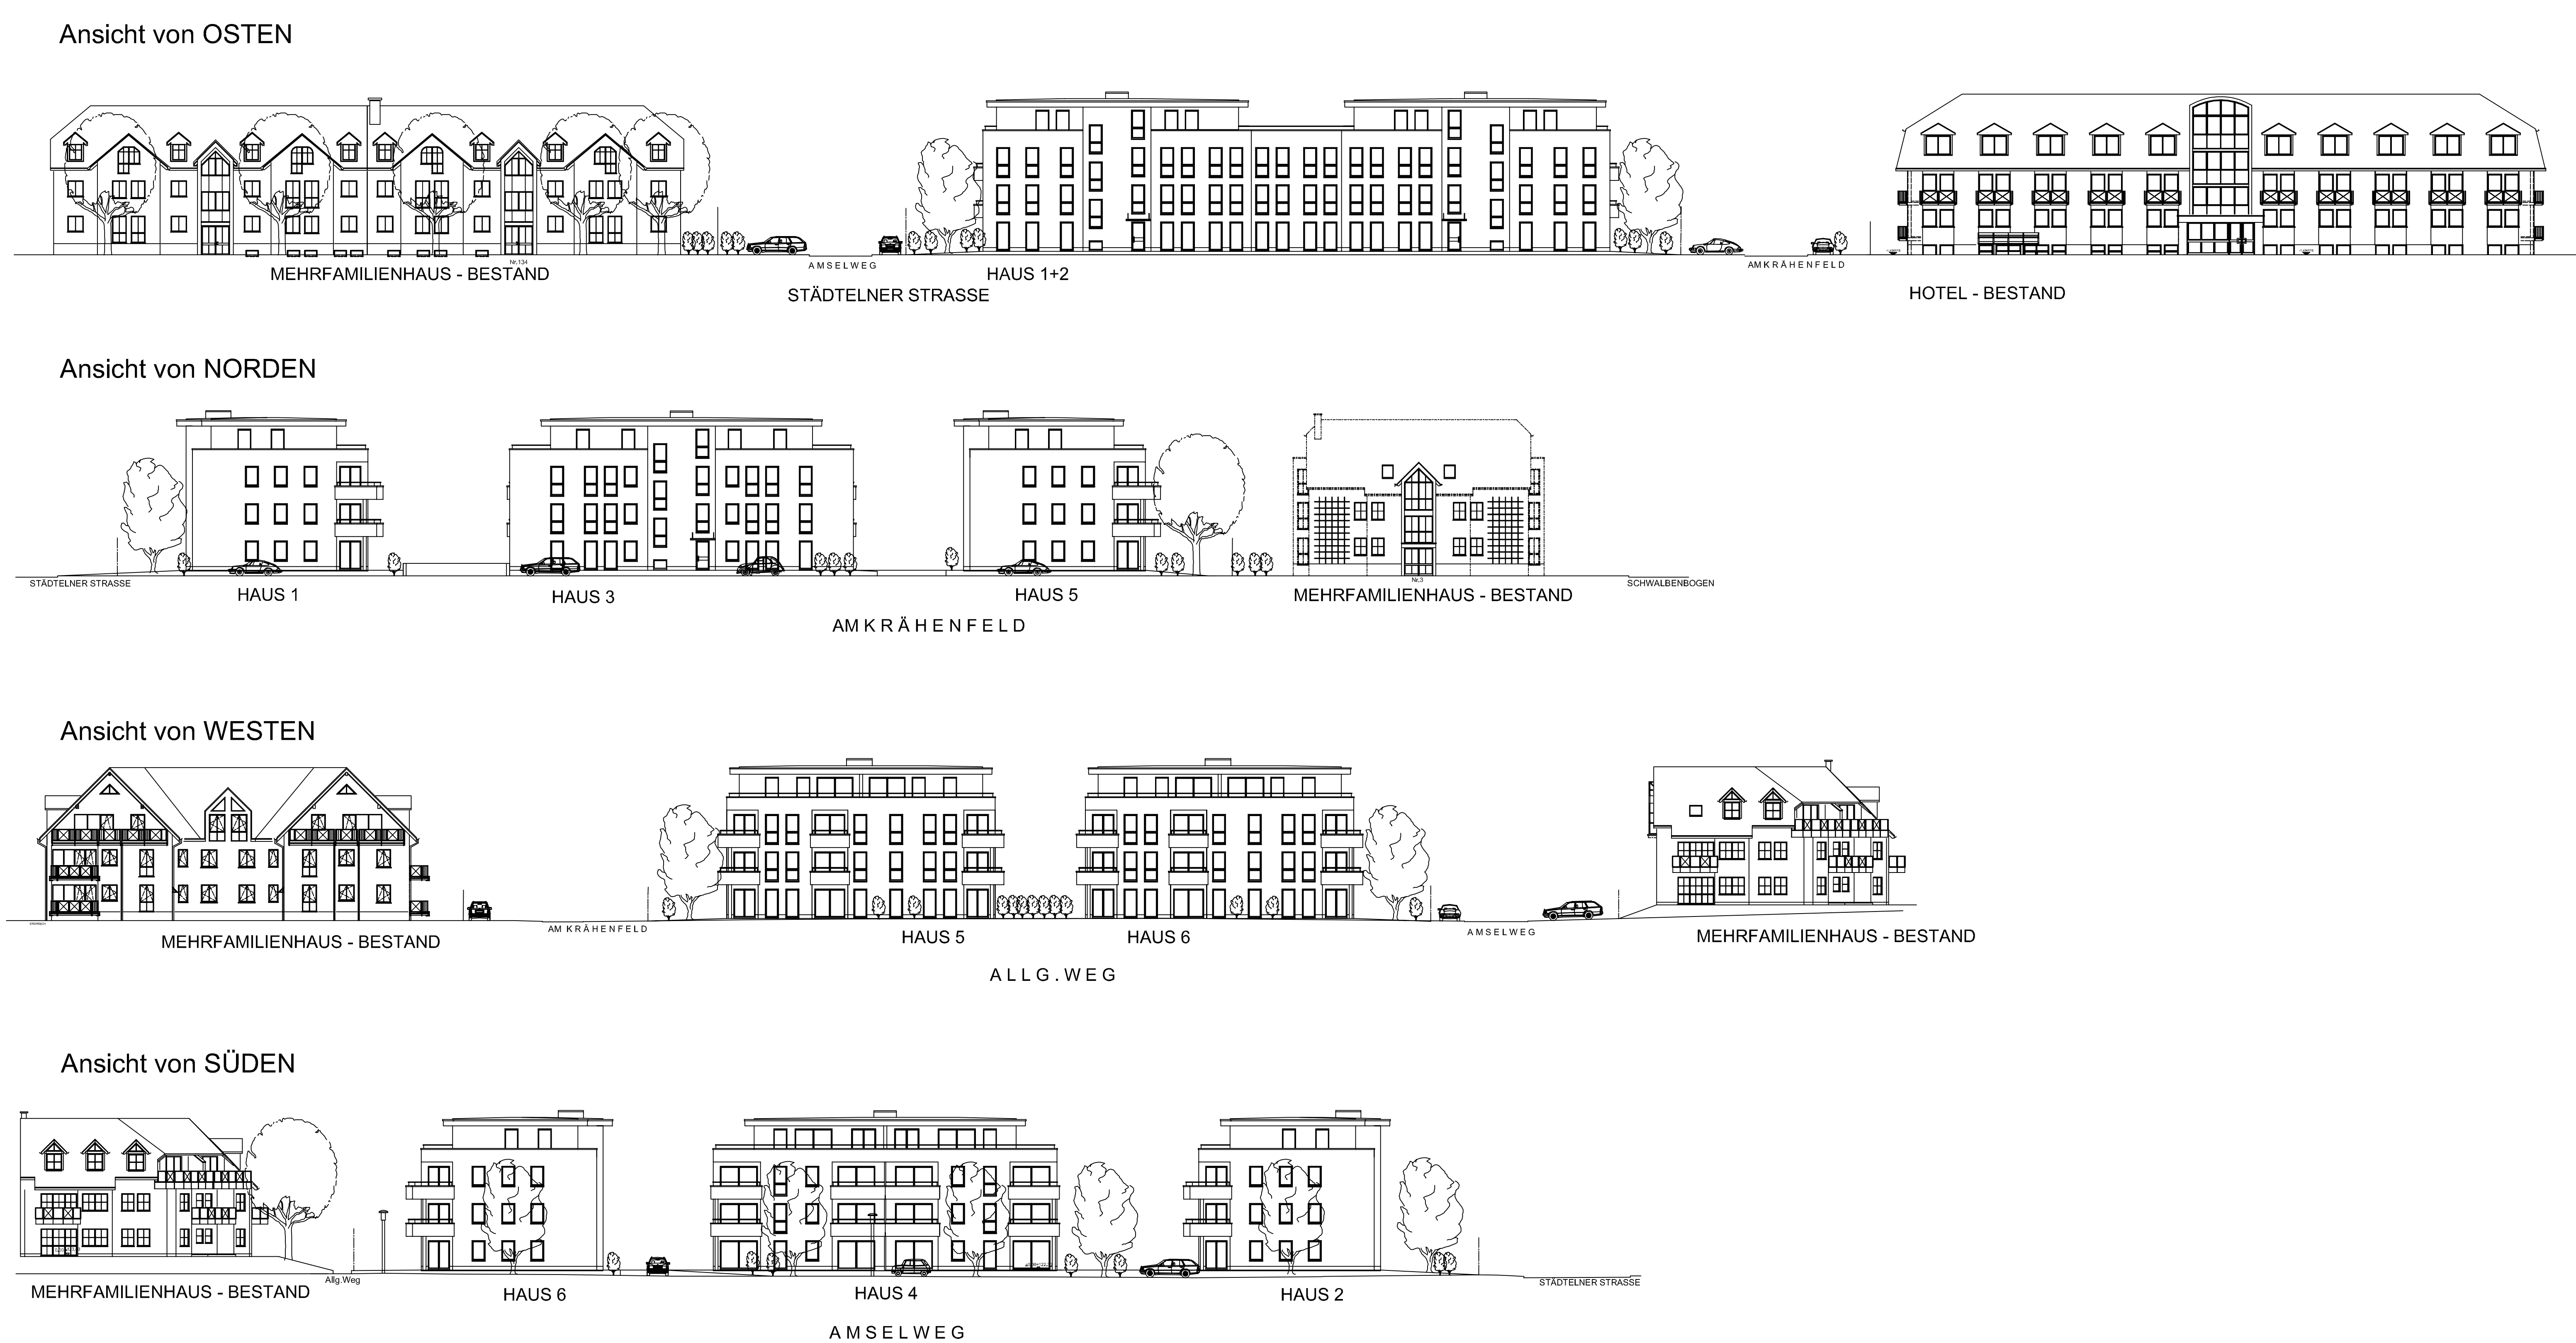 Ansicht von OSTEN
Nr.134
AMSELWEG
AMKRÄHENFELD
MEHRFAMILIENHAUS - BESTAND
HAUS 1+2
STÄDTELNER STRASSE
HOTEL - BESTAND
Ansicht von NORDEN
STÄDTELNER STRASSE
Nr.3
SCHWALBENBOGEN
HAUS 1
HAUS 3
HAUS 5
MEHRFAMILIENHAUS - BESTAND
AMKRÄHENFELD
Ansicht von WESTEN
AM KRÄHENFELD
AMSELWEG
MEHRFAMILIENHAUS - BESTAND
HAUS 5
HAUS 6
MEHRFAMILIENHAUS - BESTAND
ALLG.WEG
Ansicht von SÜDEN
Allg.Weg
STÄDTELNER STRASSE
MEHRFAMILIENHAUS - BESTAND
HAUS 6
HAUS 4
HAUS 2
AMSELWEG